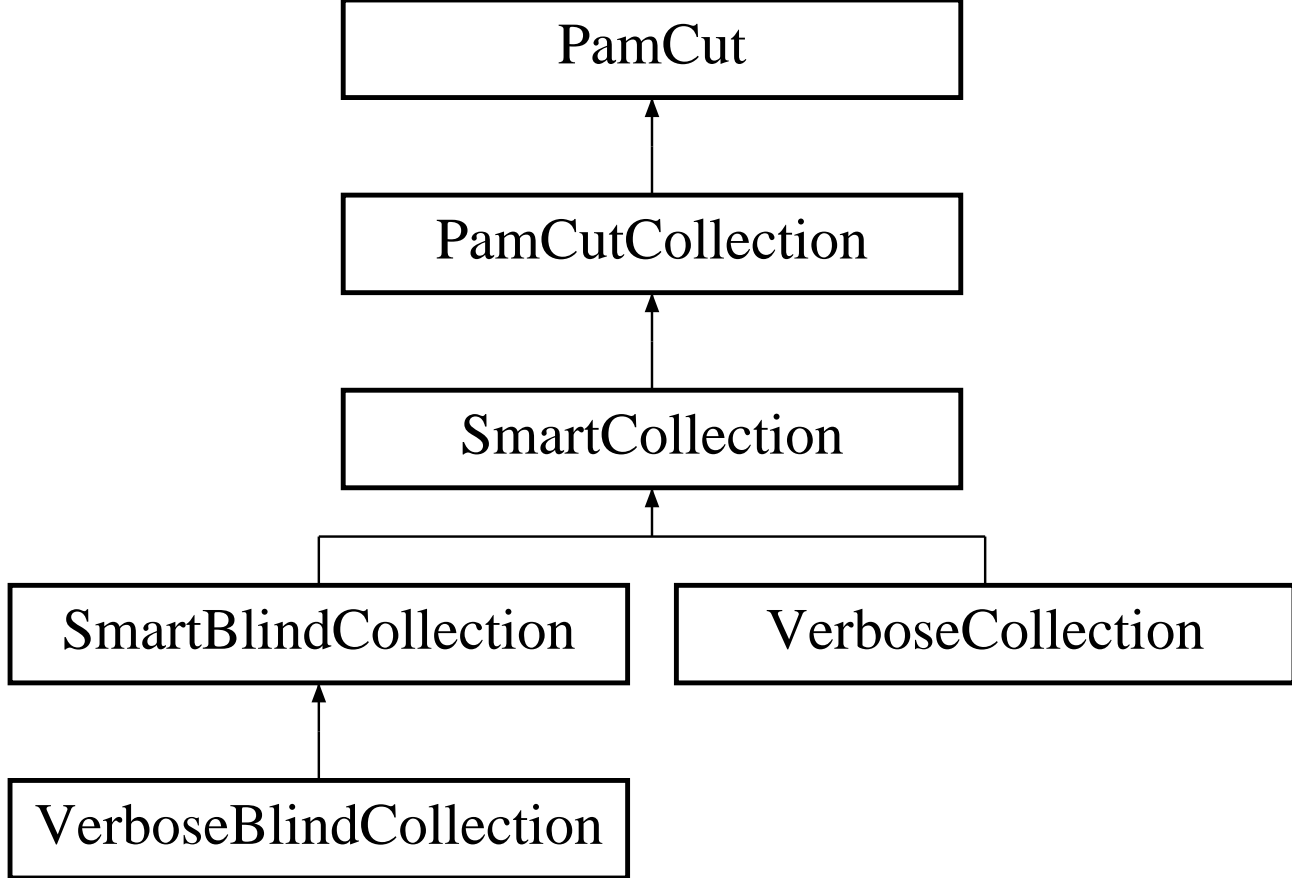 PamCut
PamCutCollection
SmartCollection
SmartBlindCollection
VerboseCollection
VerboseBlindCollection